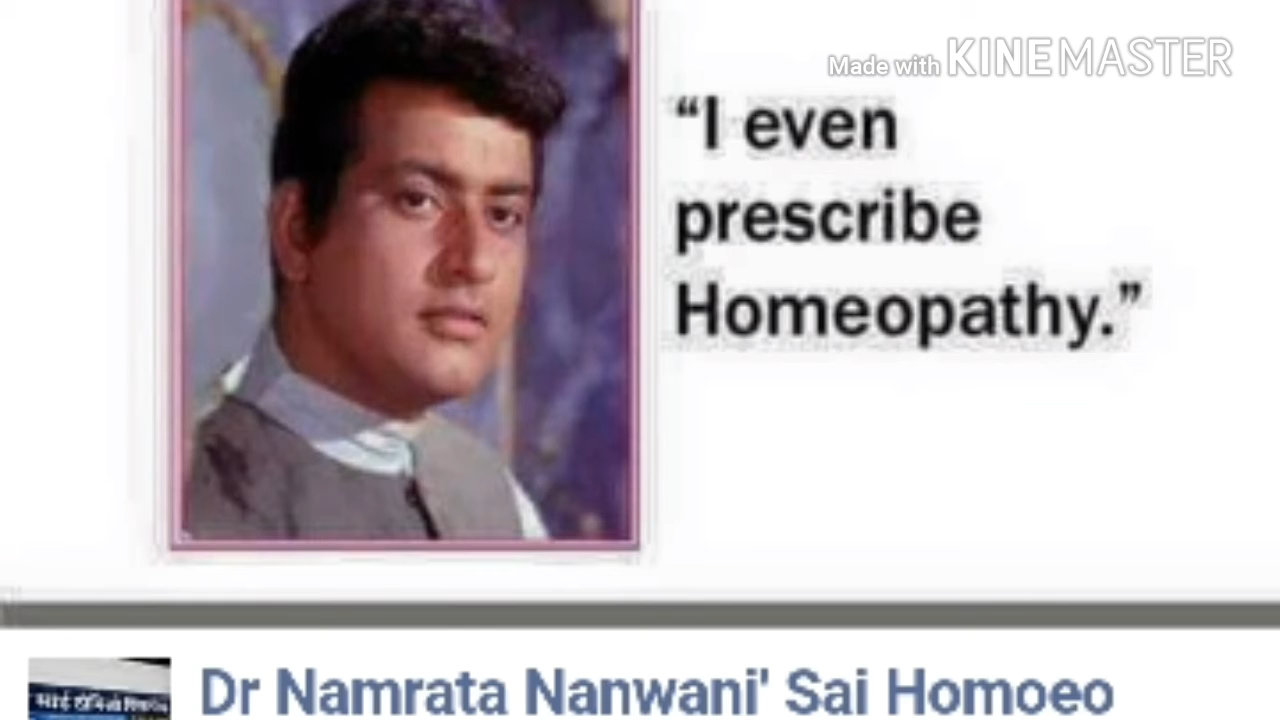 Made with KINEMASTER
“I even
prescribe
Homeopathy.”
Dr Namrata Nanwani' Sai Homoeo